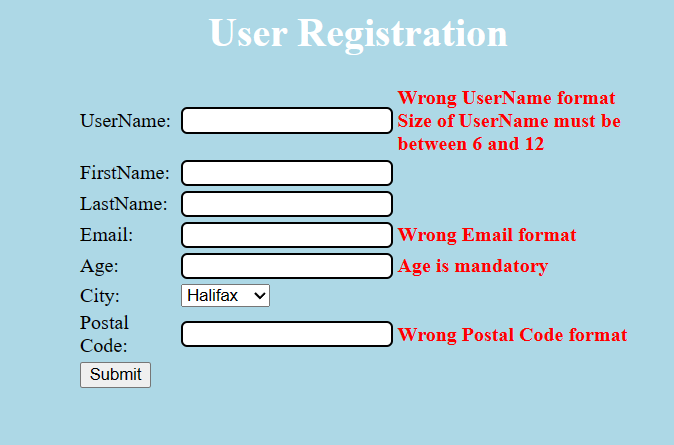 User Registration
Wrong UserName format
UserName: Size of UserName must be
between 6 and 12
FirstName:
LastName:
Email: Wrong Email format
Age: Age is mandatory
City: Halifax
Postal
Code: Wrong Postal Code format
Submit